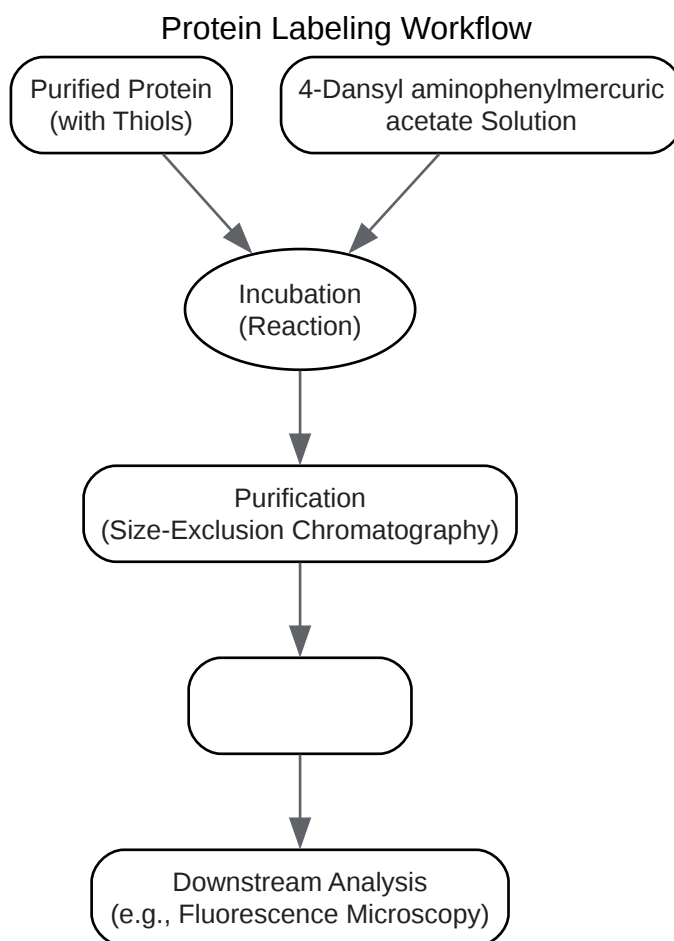 Protein Labeling Workflow
Purified Protein
(with Thiols)
4-Dansyl aminophenylmercuric
acetate Solution
Incubation
(Reaction)
Purification
(Size-Exclusion Chromatography)
Downstream Analysis
(e.g., Fluorescence Microscopy)